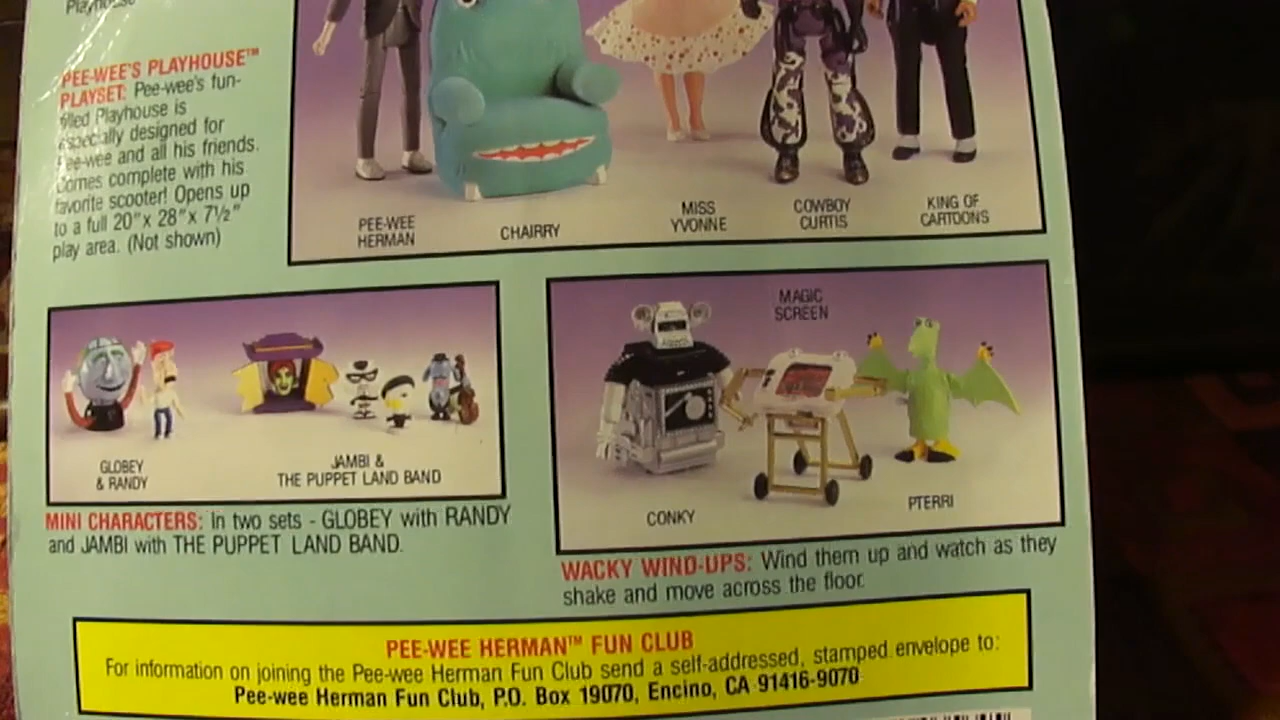 Playhouse
PEE-WEE'S PLAYHOUSE™
PLAYSET: Pee-wee's fun-
filled Playhouse is
especially designed for
Pee-wee and all his friends.
Comes complete with his
favorite scooter! Opens up
to a full 20" x 28" x 7½"
play area. (Not shown)
PEE-WEE
HERMAN
CHAIRRY
MISS
YVONNE
COWBOY
CURTIS
KING OF
CARTOONS
GLOBEY
& RANDY
JAMBI &
THE PUPPET LAND BAND
MINI CHARACTERS: In two sets - GLOBEY with RANDY
and JAMBI with THE PUPPET LAND BAND.
MAGIC
SCREEN
CONKY
PTERRI
WACKY WIND-UPS: Wind them up and watch as they
shake and move across the floor.
PEE-WEE HERMAN™ FUN CLUB
For information on joining the Pee-wee Herman Fun Club send a self-addressed, stamped envelope to:
Pee-wee Herman Fun Club, P.O. Box 19070, Encino, CA 91416-9070